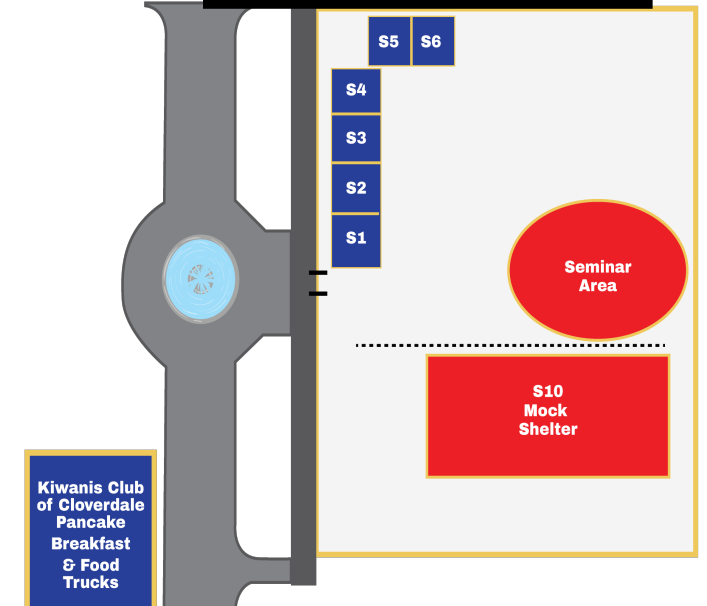 S5 S6
S4
S3
S2
S1
Seminar
Area
S10
Mock
Shelter
Kiwanis Club
of Cloverdale
Pancake
Breakfast
& Food
Trucks